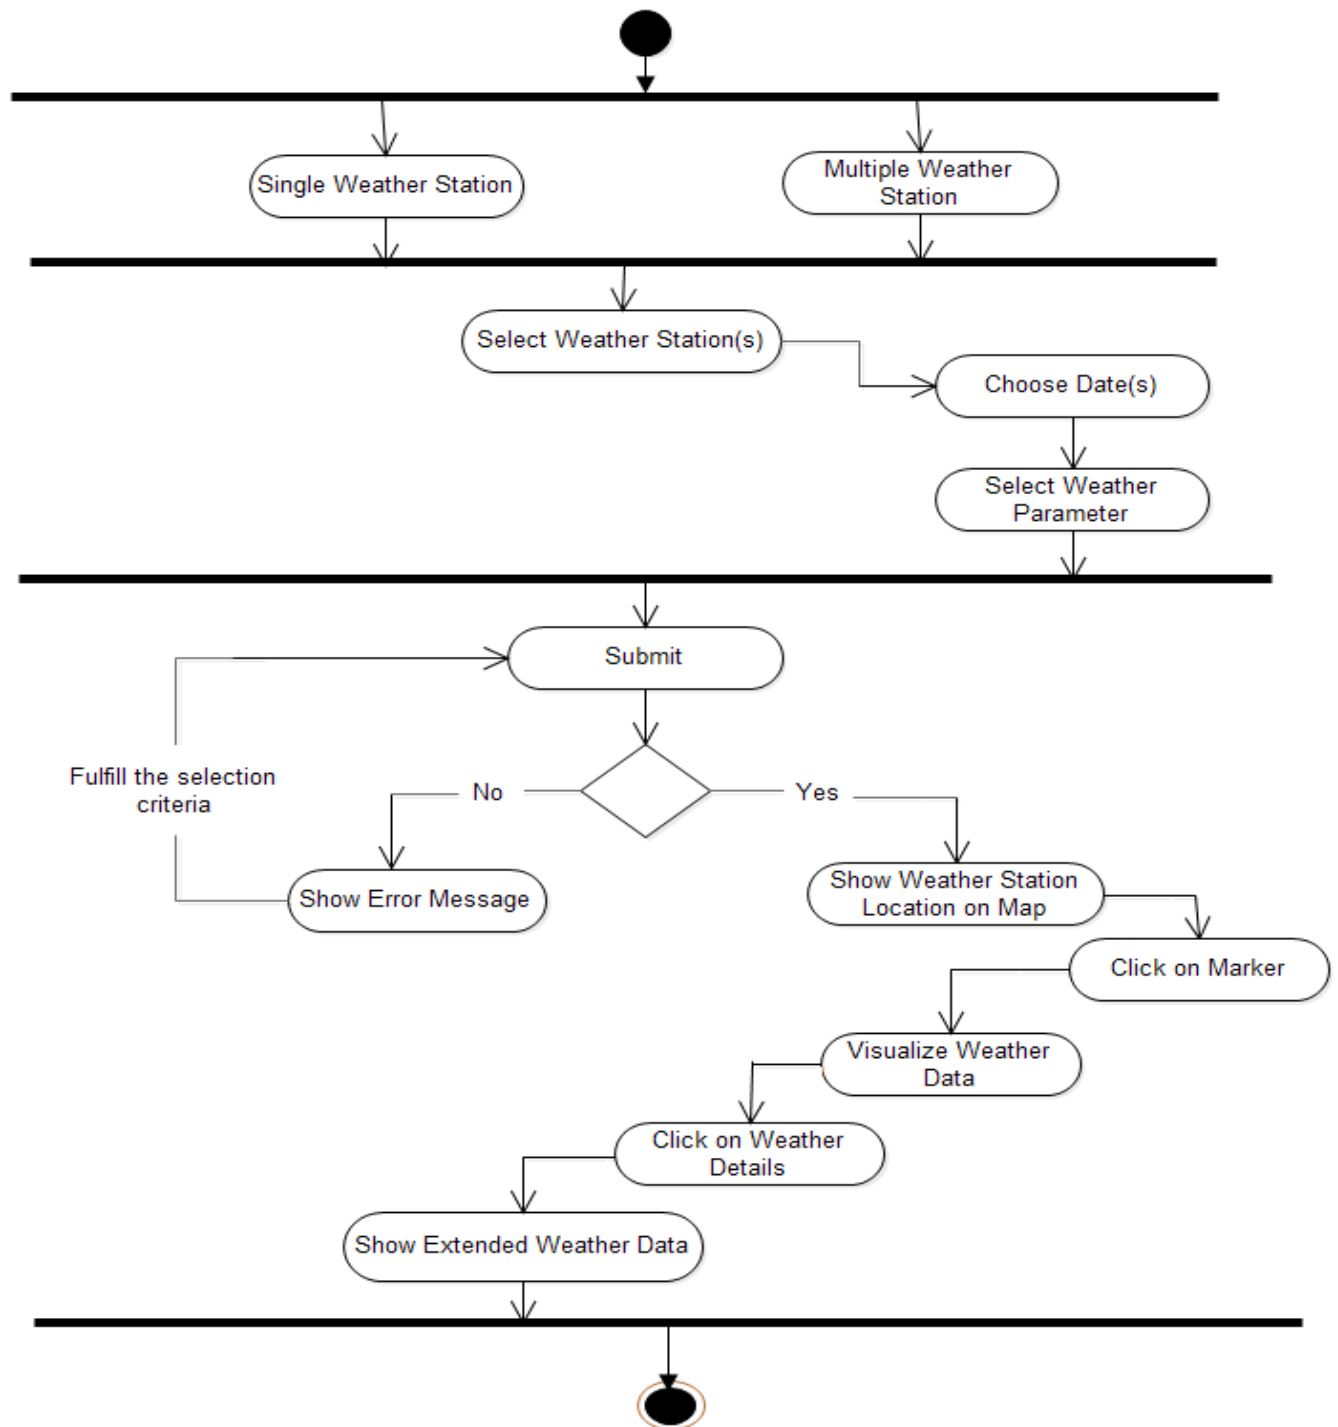 Single Weather Station
Multiple Weather
Station
Select Weather Station(s)
Choose Date(s)
Select Weather
Parameter
Submit
Fulfill the selection
criteria
No
Yes
Show Error Message
Show Weather Station
Location on Map
Click on Marker
Visualize Weather
Data
Click on Weather
Details
Show Extended Weather Data